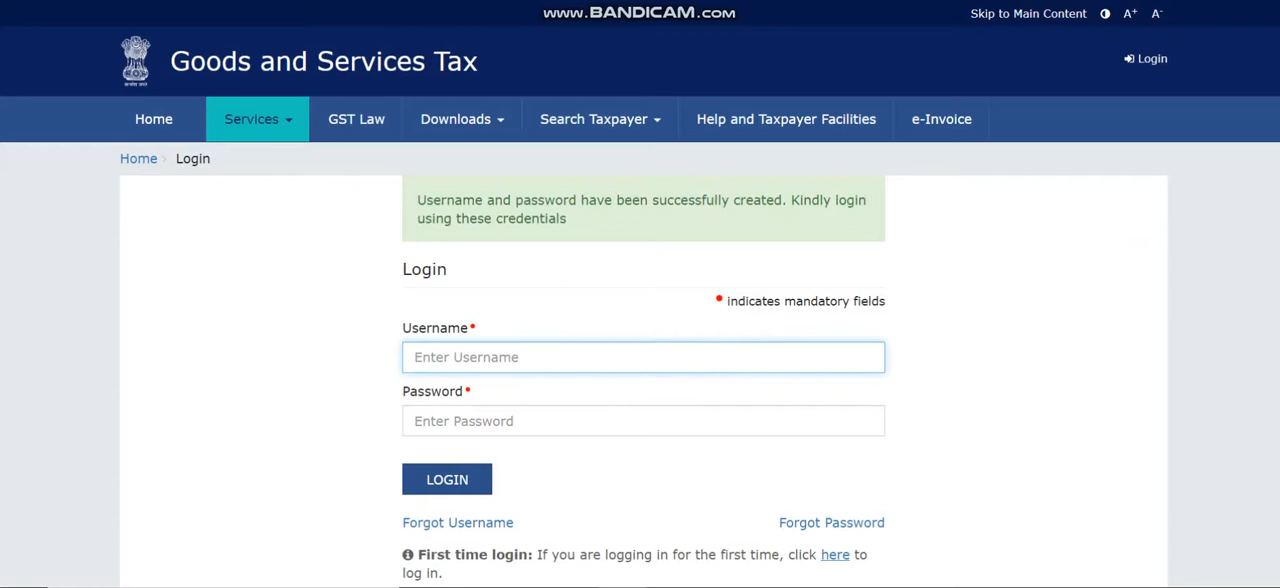 www.BANDICAM.com
Skip to Main Content A+ A-
Goods and Services Tax
Login
Home Services GST Law Downloads Search Taxpayer Help and Taxpayer Facilities e-Invoice
Home Login
Username and password have been successfully created. Kindly login
using these credentials
Login
• indicates mandatory fields
Username•
Enter Username
Password•
Enter Password
LOGIN
Forgot Username Forgot Password
First time login: If you are logging in for the first time, click here to
log in.